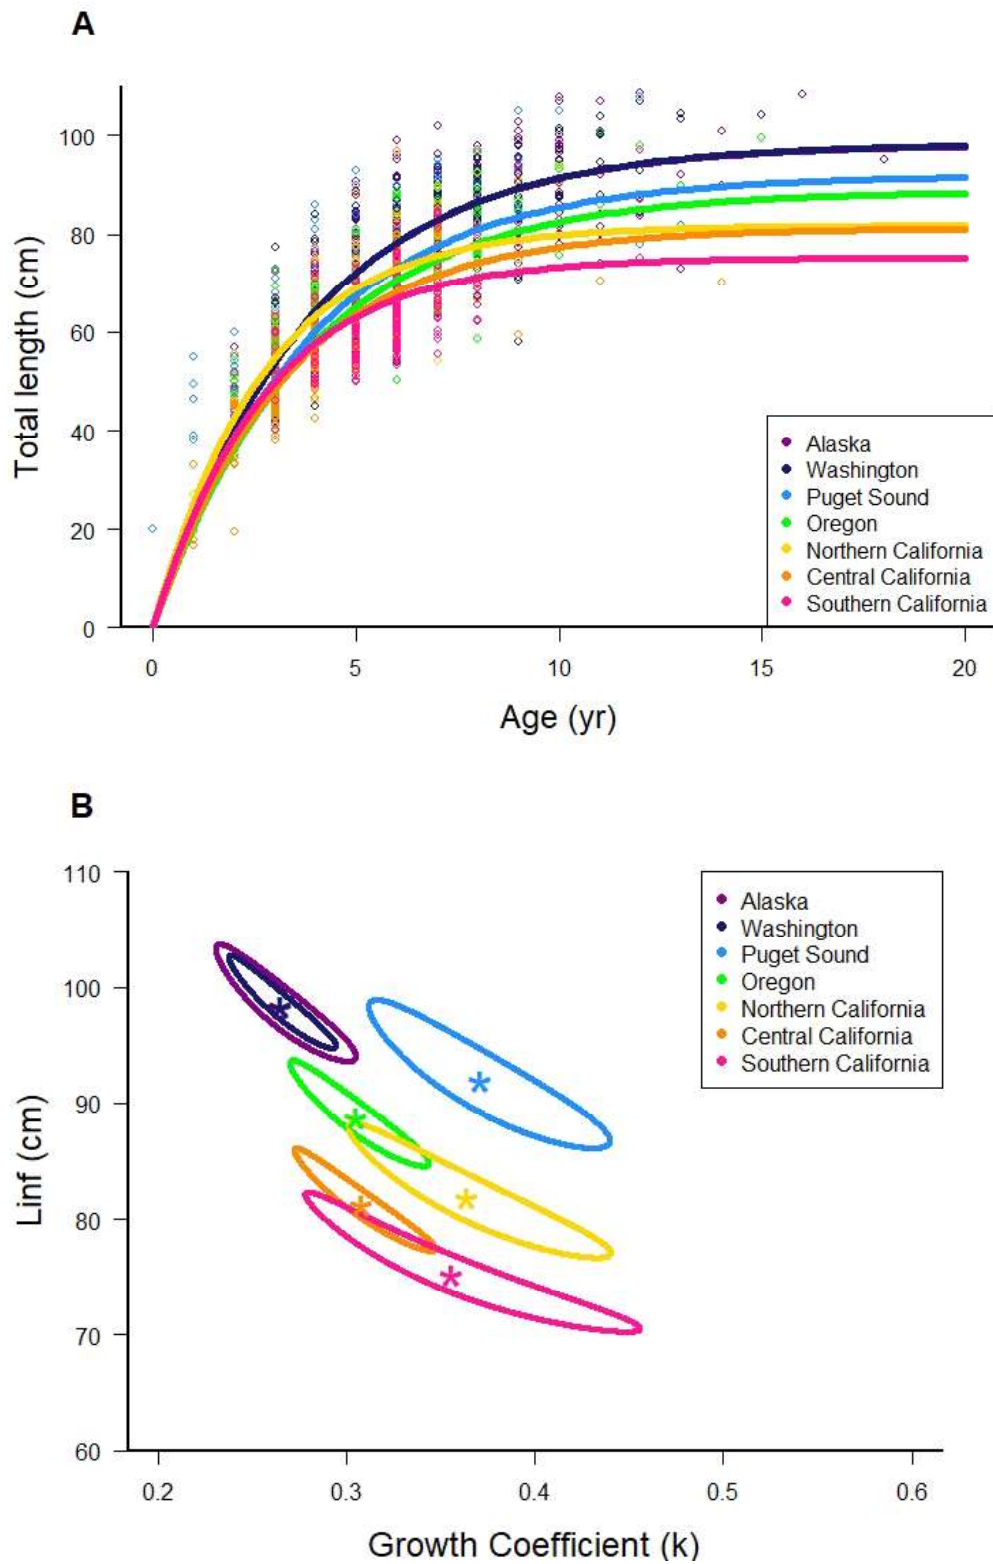 A
Total length (cm)
100
80
60
40
20
0
Alaska
Washington
Puget Sound
Oregon
Northern California
Central California
Southern California
0 5 10 15 20
Age (yr)
B
Linf (cm)
110
100
90
80
70
60
Alaska
Washington
Puget Sound
Oregon
Northern California
Central California
Southern California
0.2 0.3 0.4 0.5 0.6
Growth Coefficient (k)